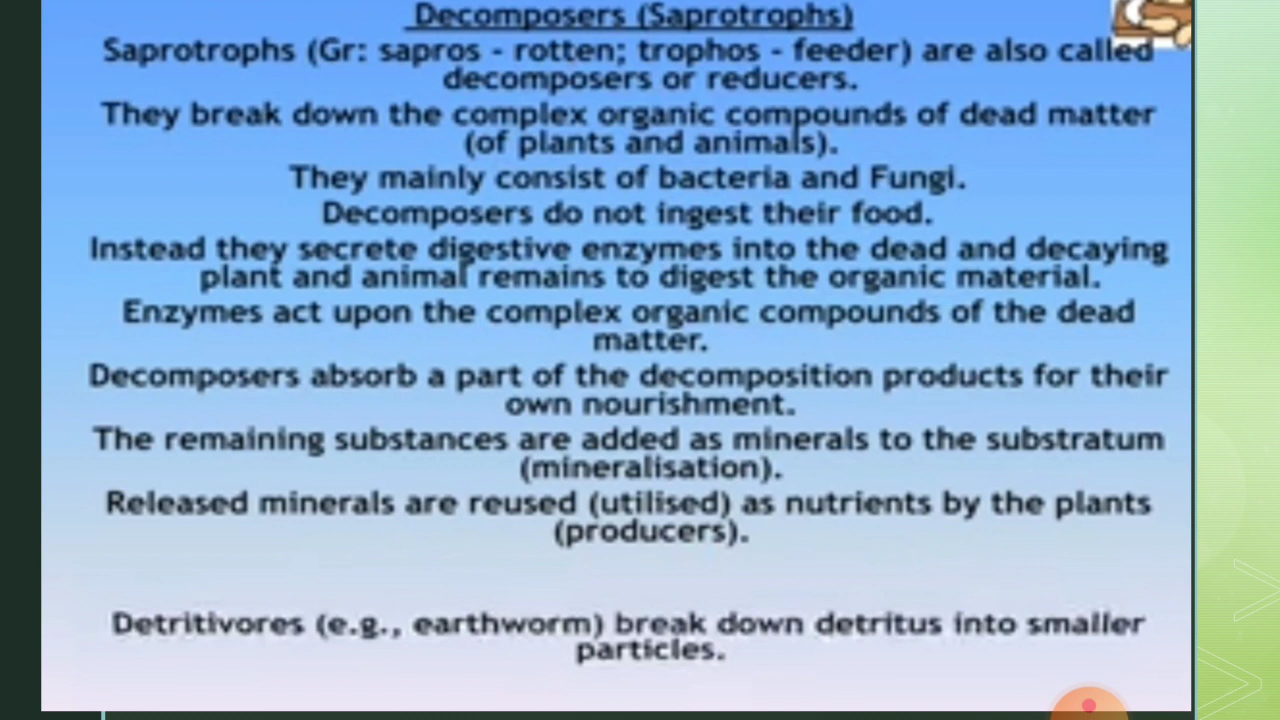 Decomposers (Saprotrophs)
Saprotrophs (Gr: sapros - rotten; trophos - feeder) are also called
decomposers or reducers.
They break down the complex organic compounds of dead matter
(of plants and animals).
They mainly consist of bacteria and Fungi.
Decomposers do not ingest their food.
Instead they secrete digestive enzymes into the dead and decaying
plant and animal remains to digest the organic material.
Enzymes act upon the complex organic compounds of the dead
matter.
Decomposers absorb a part of the decomposition products for their
own nourishment.
The remaining substances are added as minerals to the substratum
(mineralisation).
Released minerals are reused (utilised) as nutrients by the plants
(producers).
Detritivores (e.g., earthworm) break down detritus into smaller
particles.